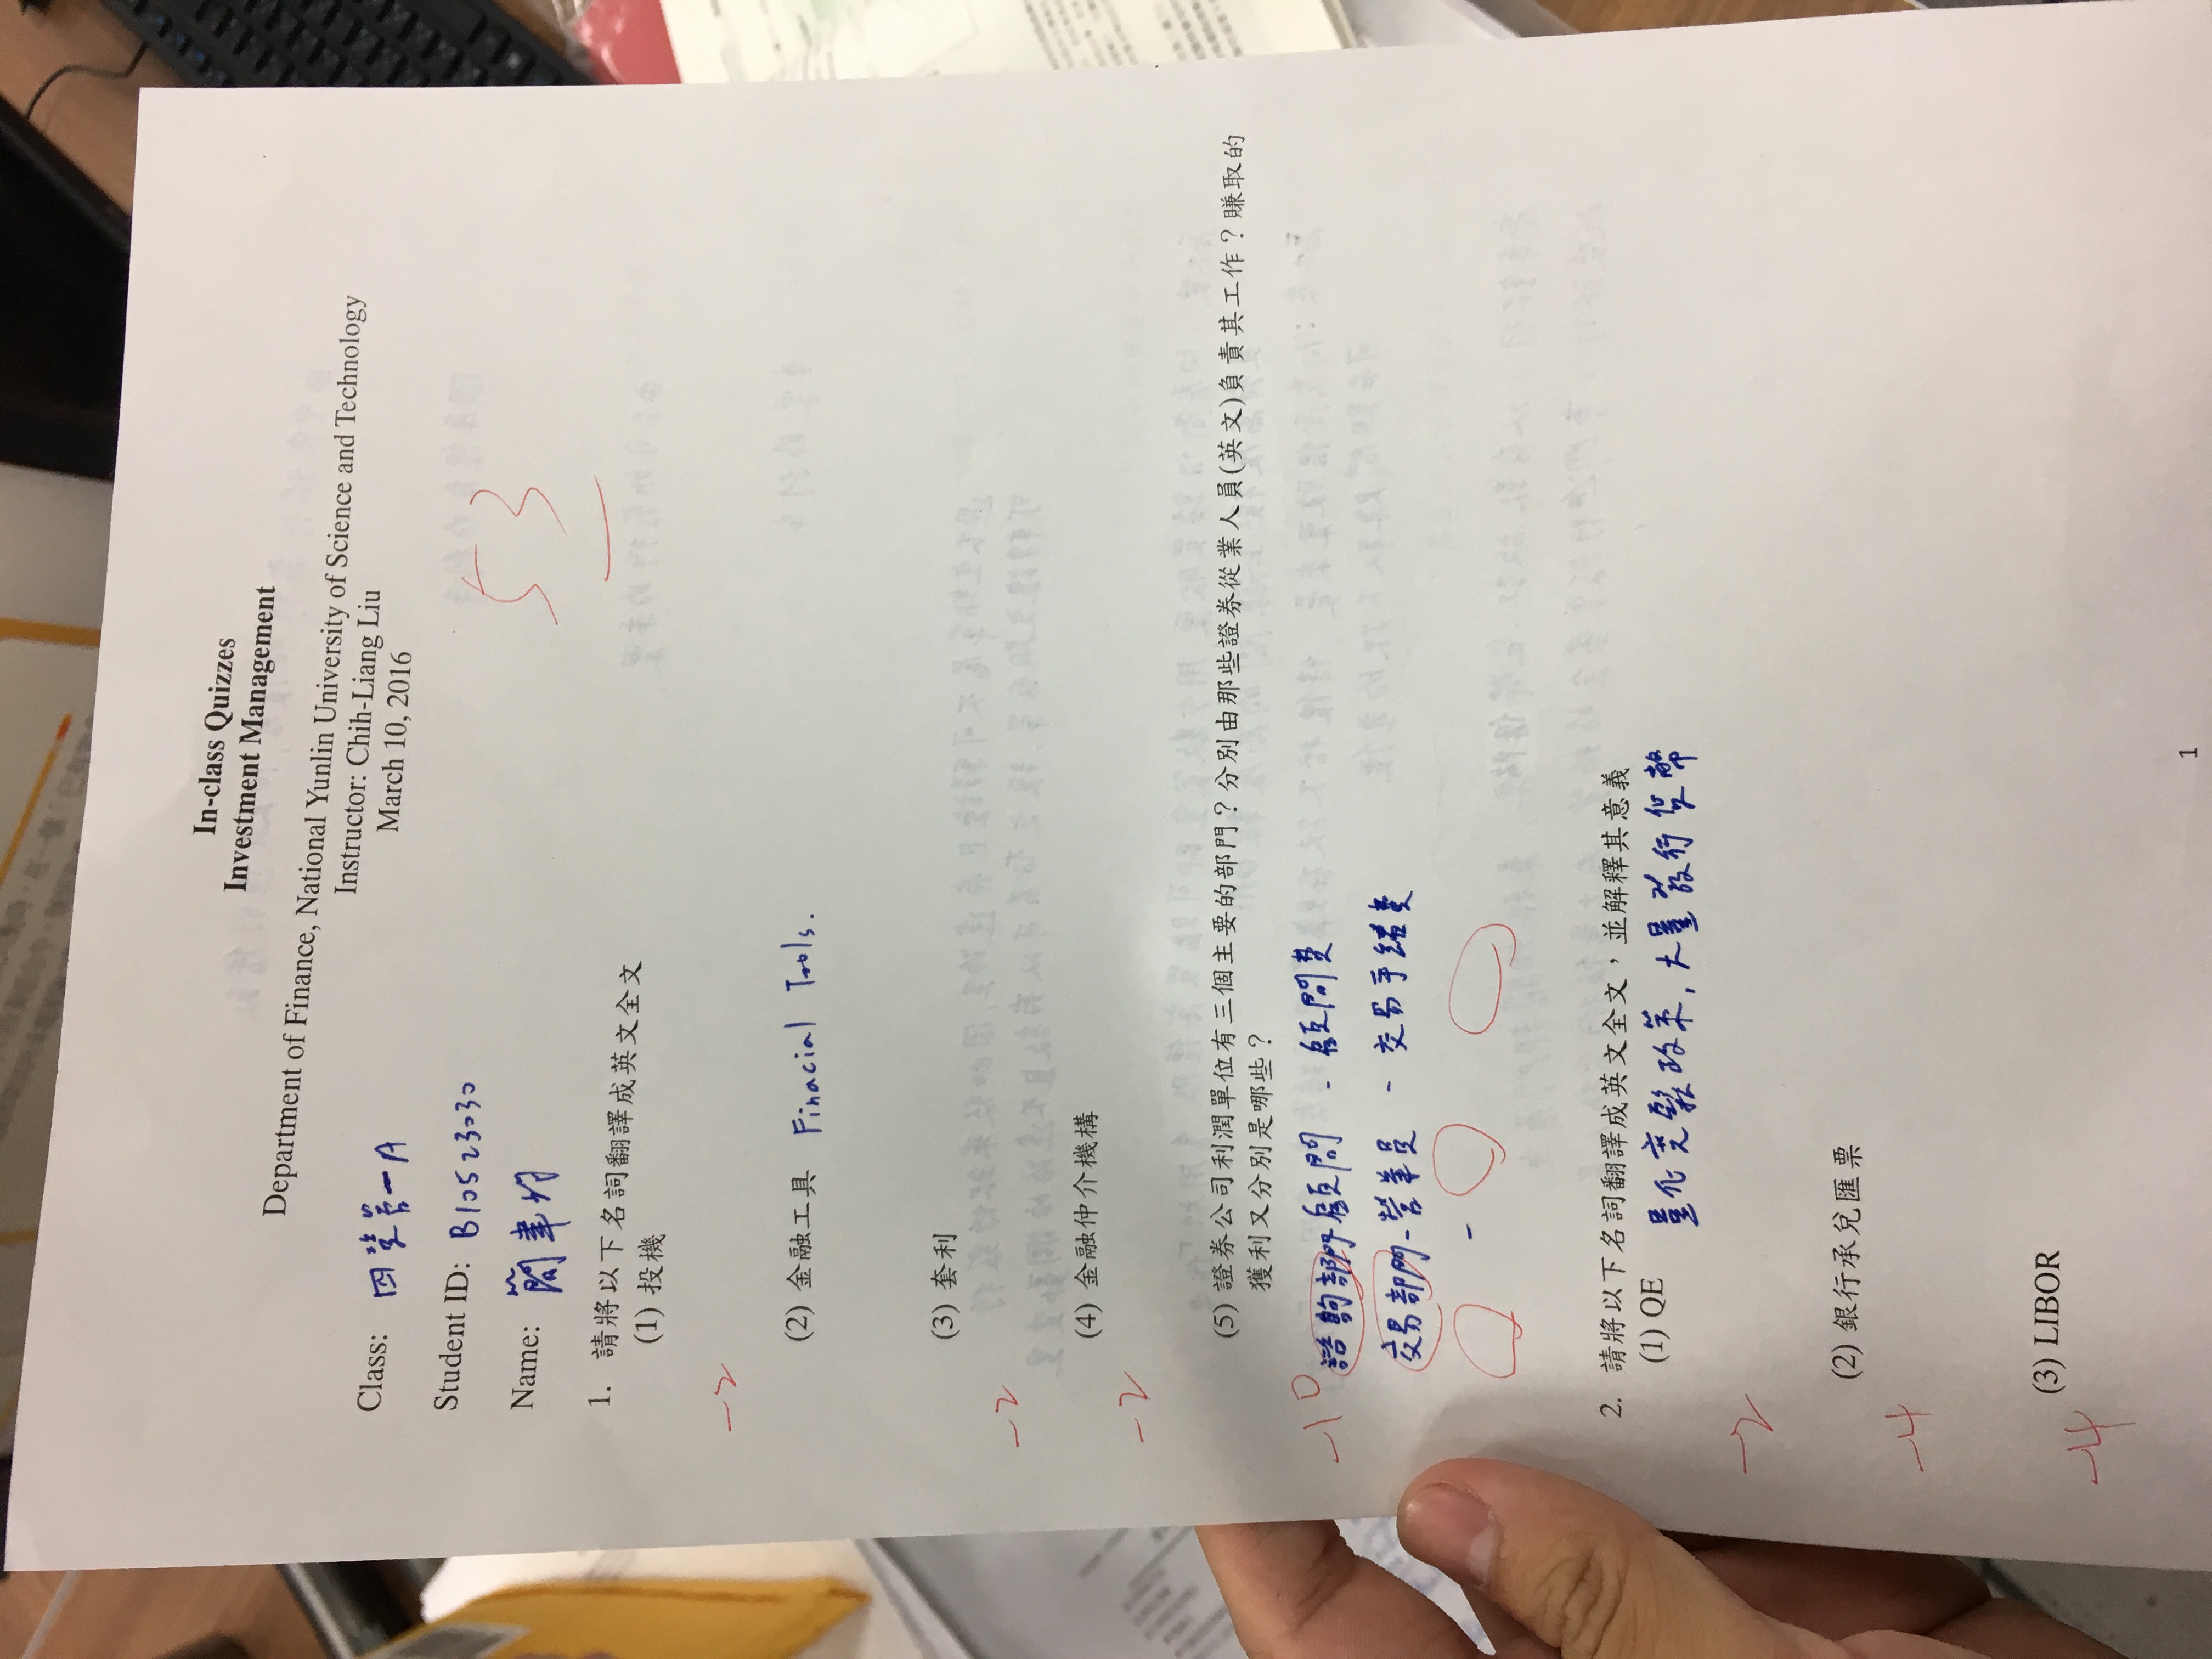 In-class Quizzes
Investment Management
Department of Finance, National Yunlin University of Science and Technology
Instructor: Chih-Liang Liu
March 10, 2016
Class: 四資管一A
Student ID: B10523030
Name: 簡聿均
53
1. 請將以下名詞翻譯成英文全文
(1) 投機
-2
(2) 金融工具 Finacial Tools.
(3) 套利
-2
(4) 金融仲介機構
-2
(5) 證券公司利潤單位有三個主要的部門？分別由那些證券從業人員(英文)負責其工作？賺取的
獲利又分別是哪些？
-10
諮詢部門-顧問 - 顧問費
交易部門-營業員 - 交易手續費
-
2. 請將以下名詞翻譯成英文全文，並解釋其意義
(1) QE 量化寬鬆政策, 大量發行貨幣
-2
(2) 銀行承兌匯票
-4
(3) LIBOR
-4
1